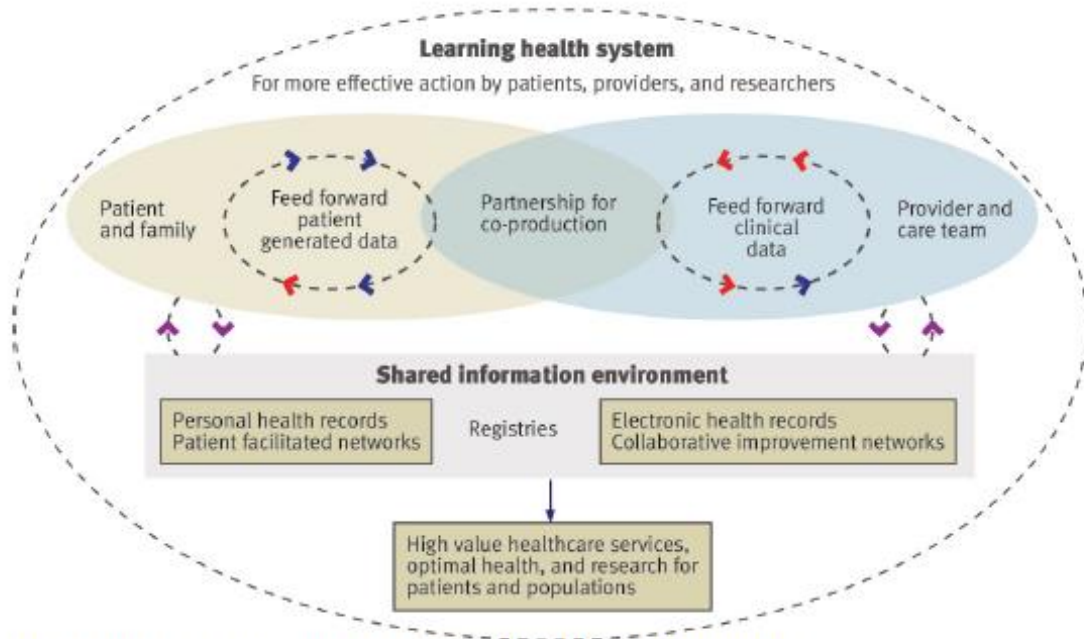 Learning health system
For more effective action by patients, providers, and researchers
Patient
and family
Feed forward
patient
generated data
Partnership for
co-production
Feed forward
clinical
data
Provider and
care team
Shared information environment
Personal health records
Patient facilitated networks
Registries
Electronic health records
Collaborative improvement networks
High value healthcare services,
optimal health, and research for
patients and populations